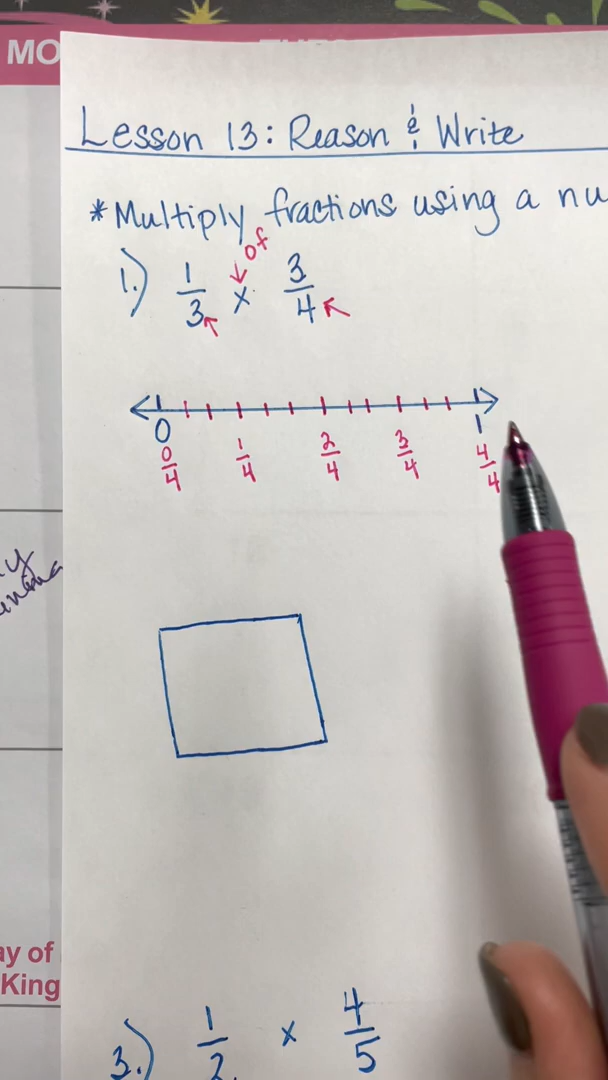 MO
Lesson 13: Reason & Write
*Multiply fractions using a nu
of
1.) 1/3 x 3/4
0 1
0/4 1/4 2/4 3/4 4/4
ay of
King
3.) 1/2 x 4/5